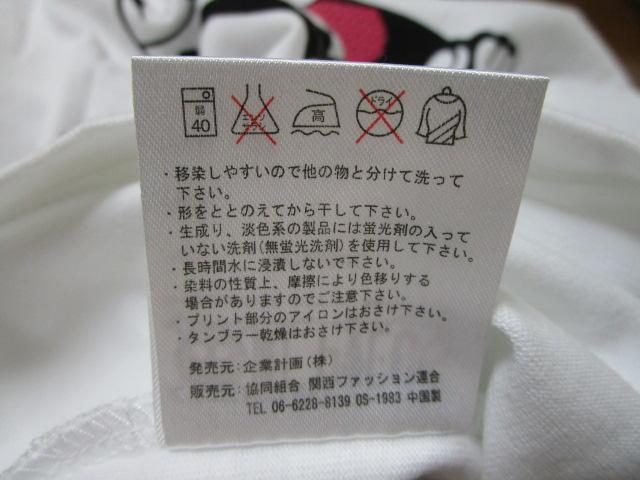 弱
40
エンソ
サラシ
高
ドライ
・移染しやすいので他の物と分けて洗って
下さい。
・形をととのえてから干して下さい。
・生成り、淡色系の製品には蛍光剤の入って
いない洗剤(無蛍光洗剤)を使用して下さい。
・長時間水に浸漬しないで下さい。
・染料の性質上、摩擦により色移りする
場合がありますのでご注意下さい。
・プリント部分のアイロンはおさけ下さい。
・タンブラー乾燥はおさけ下さい。
発売元：企業計画(株)
販売元：協同組合 関西ファッション連合
TEL 06-6228-8139 OS-1983 中国製